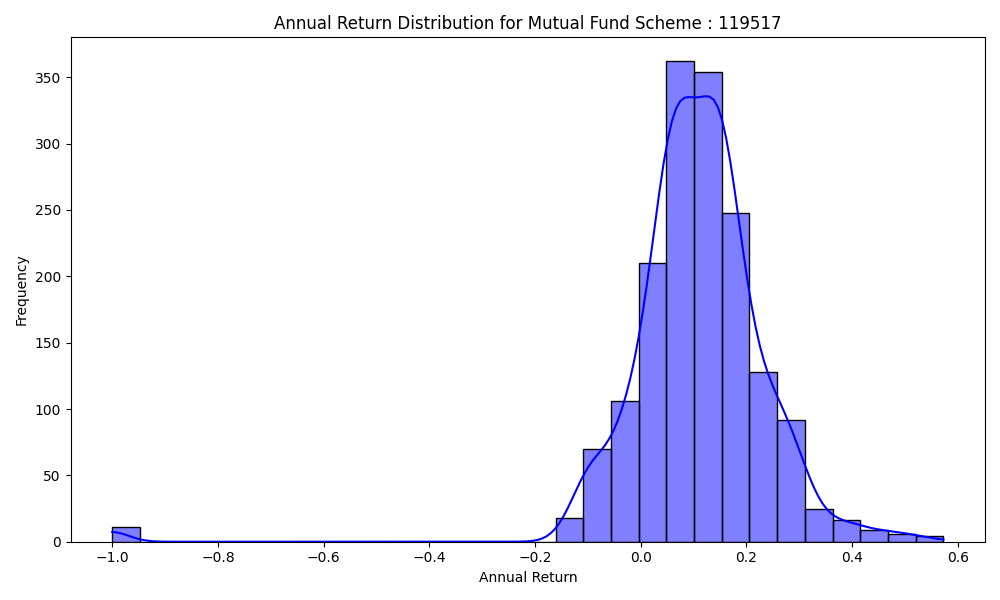 Annual Return Distribution for Mutual Fund Scheme : 119517
350
300
250
200
150
100
50
0
Frequency
−1.0 −0.8 −0.6 −0.4 −0.2 0.0 0.2 0.4 0.6
Annual Return